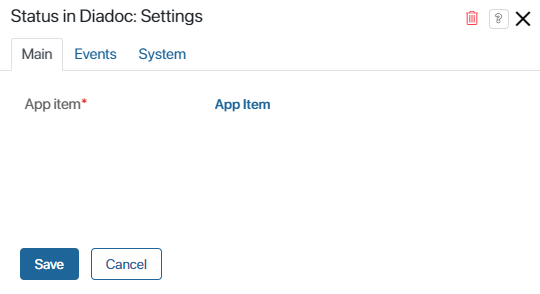 Status in Diadoc: Settings
?
Main Events System
App item* App Item
Save Cancel